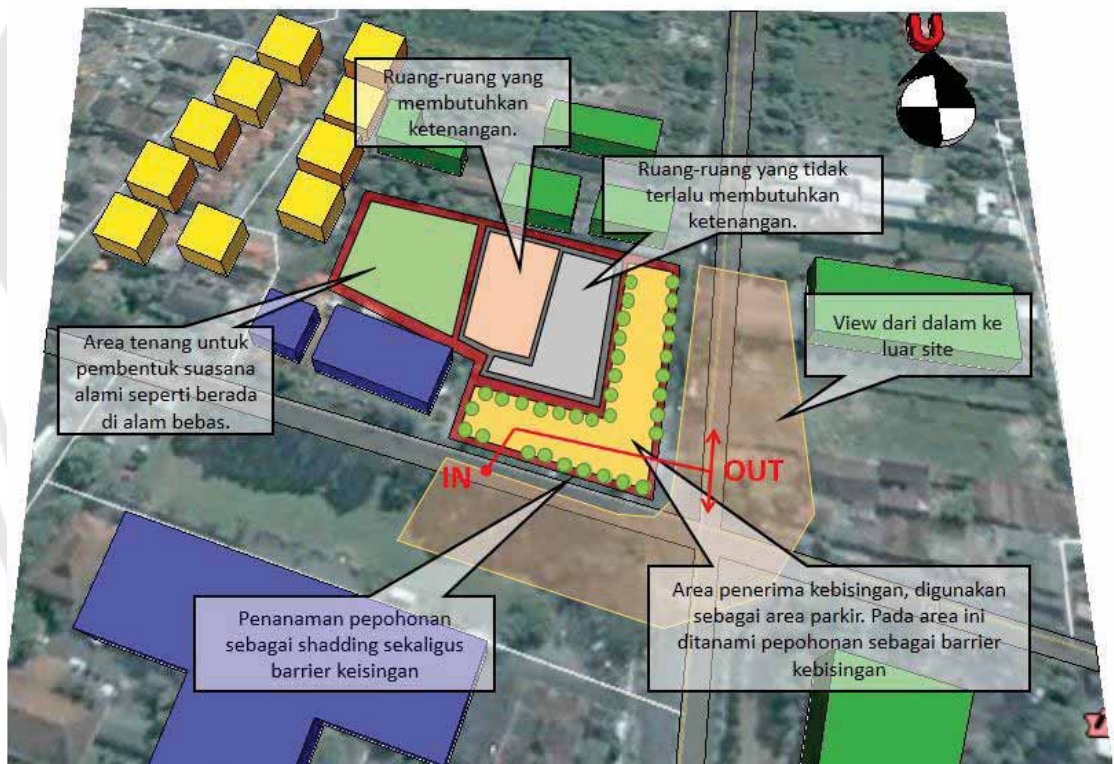 U
Ruang-ruang yang
membutuhkan
ketenangan.
Ruang-ruang yang tidak
terlalu membutuhkan
ketenangan.
View dari dalam ke
luar site
Area tenang untuk
pembentuk suasana
alami seperti berada
di alam bebas.
IN
OUT
Penanaman pepohonan
sebagai shadding sekaligus
barrier keisingan
Area penerima kebisingan, digunakan
sebagai area parkir. Pada area ini
ditanami pepohonan sebagai barrier
kebisingan